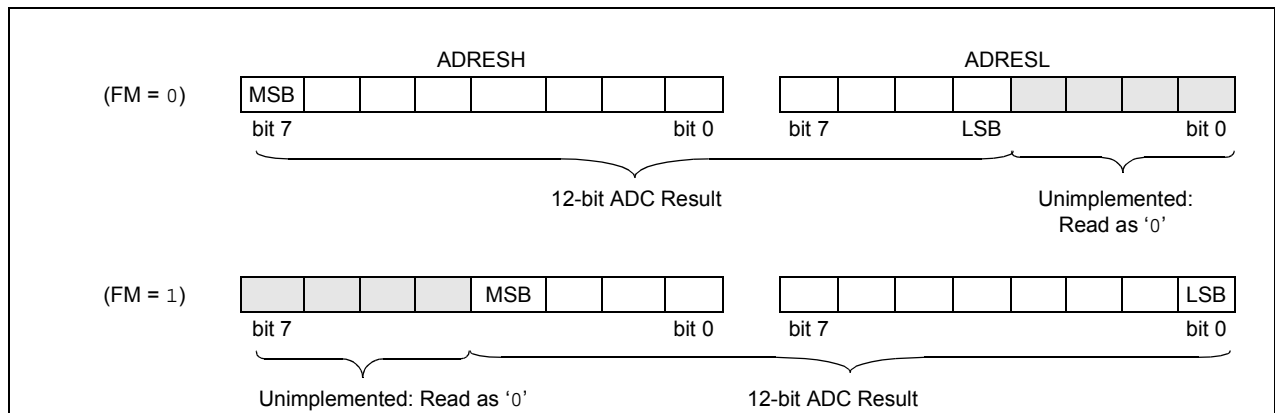 ADRESH ADRESL
(FM = 0) MSB
bit 7 bit 0 bit 7 LSB bit 0
12-bit ADC Result Unimplemented:
Read as ‘0’
(FM = 1) MSB LSB
bit 7 bit 0 bit 7 bit 0
Unimplemented: Read as ‘0’ 12-bit ADC Result